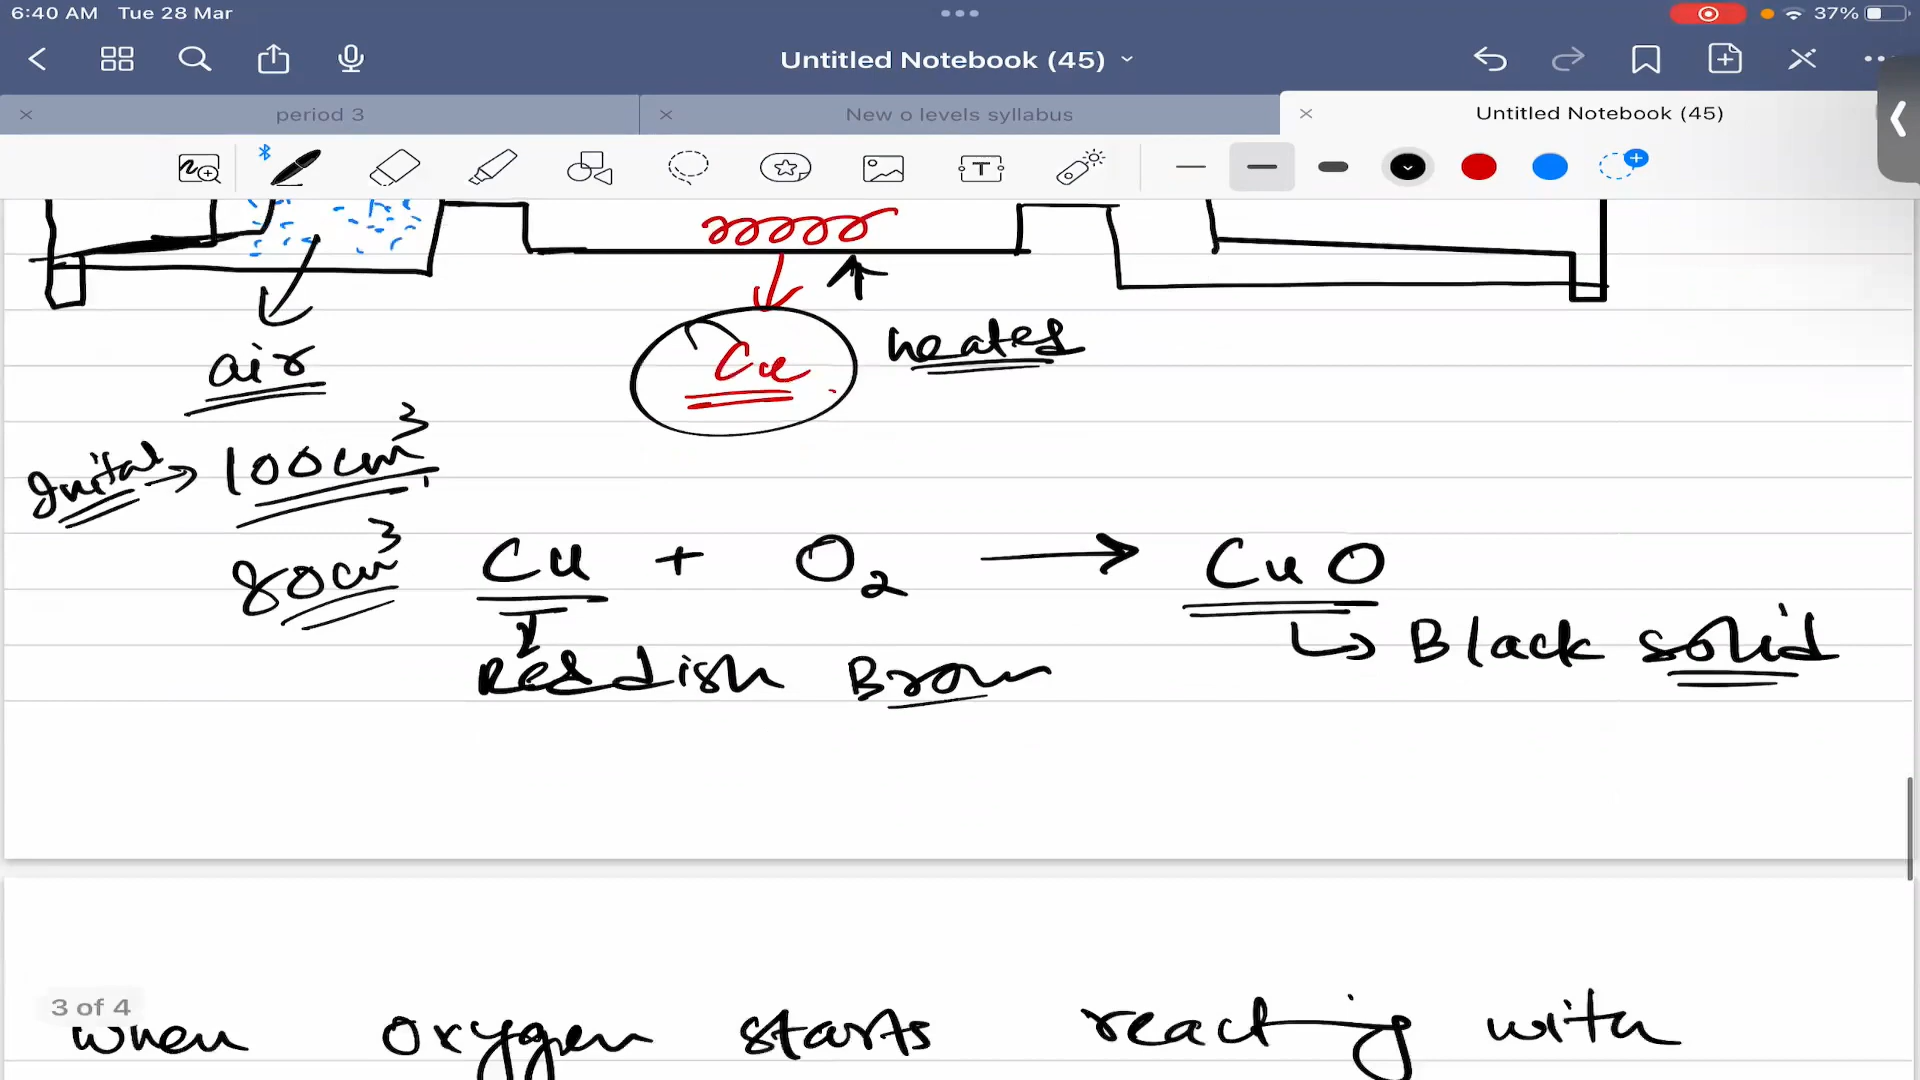 6:40 AM Tue 28 Mar 37%
Untitled Notebook (45)
period 3 New o levels syllabus Untitled Notebook (45)
T
Cu heated
air
Inital → 100cm³
80cm³ Cu + O₂ → CuO
↳ Black solid
Reddish Brown
3 of 4
when oxygen starts reacting with